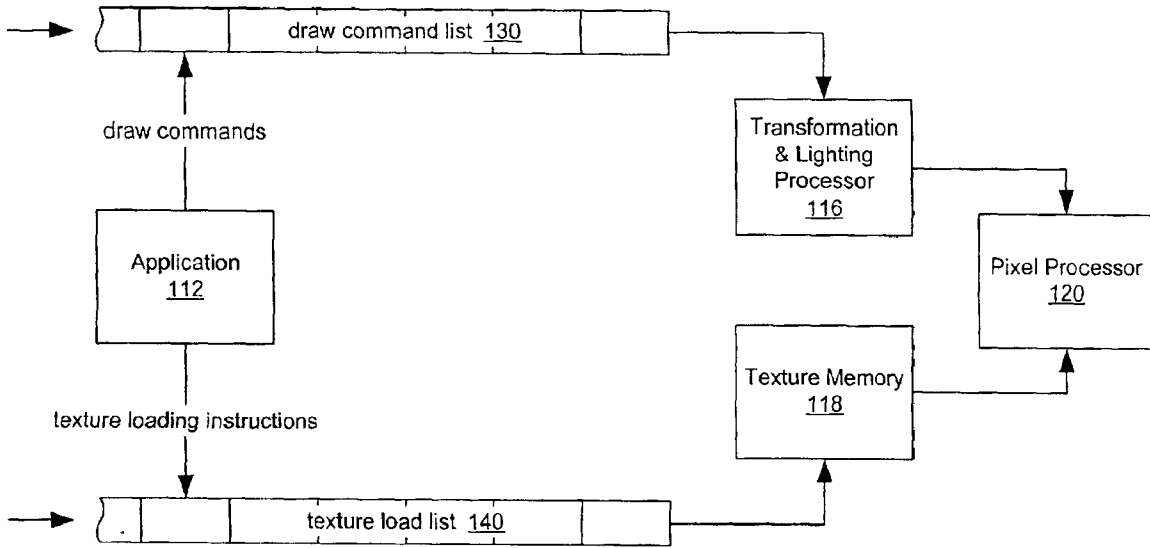 draw command list 130
draw commands
Transformation
& Lighting
Processor
116
Application
112
Pixel Processor
120
Texture Memory
118
texture loading instructions
texture load list 140